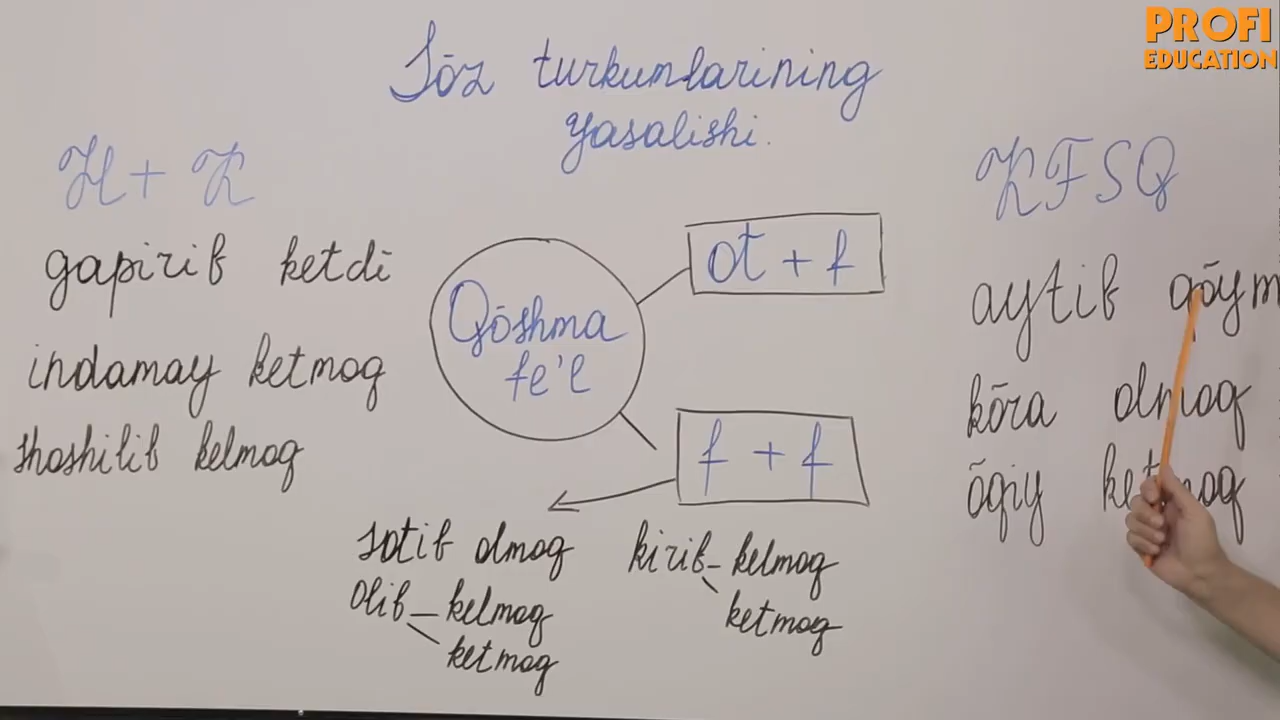 PROFI
EDUCATION
Sōz turkumlarining
yasalishi.
H + K
gapirib ketdi
indamay ketmoq
shoshilib kelmoq
Qōshma
fe'l
ot + f
f + f
sotib olmoq
olib – kelmoq
ketmoq
kirib – kelmoq
ketmoq
KFSQ
aytib qōym
kōra olmoq
ōqiy ketmoq